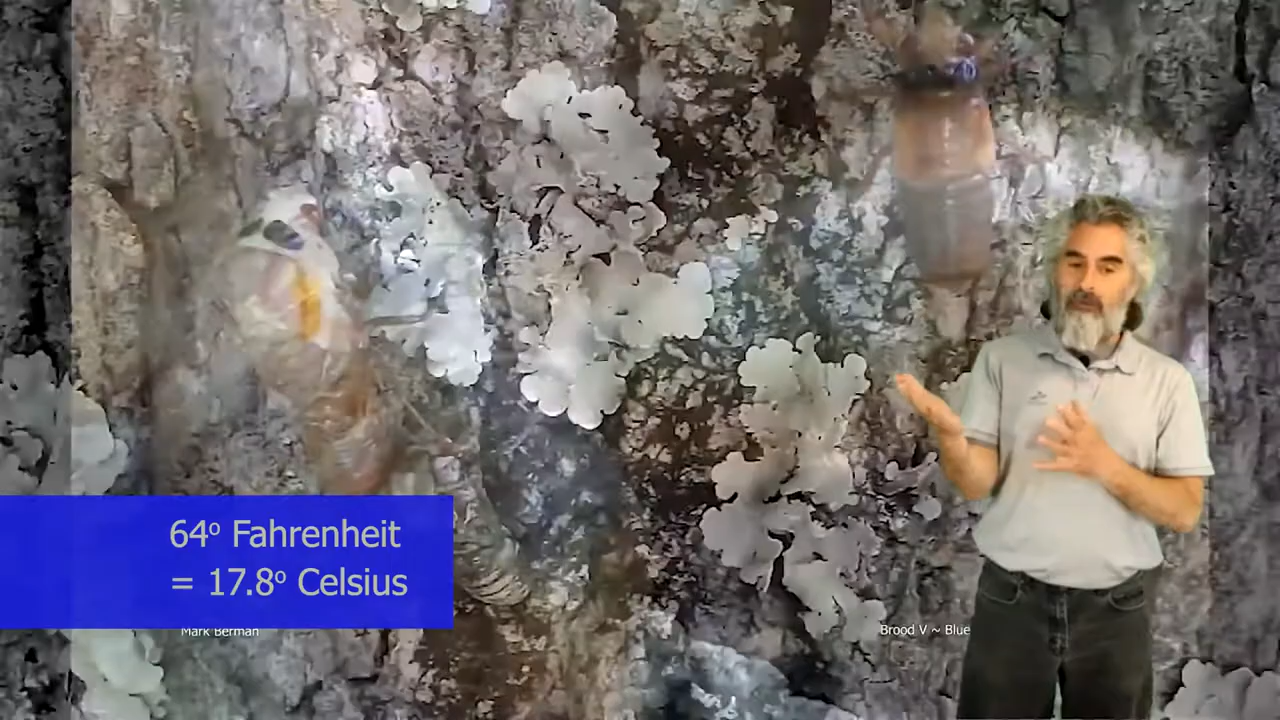 64º Fahrenheit
= 17.8º Celsius
Mark Berman
Brood V ~ Blue